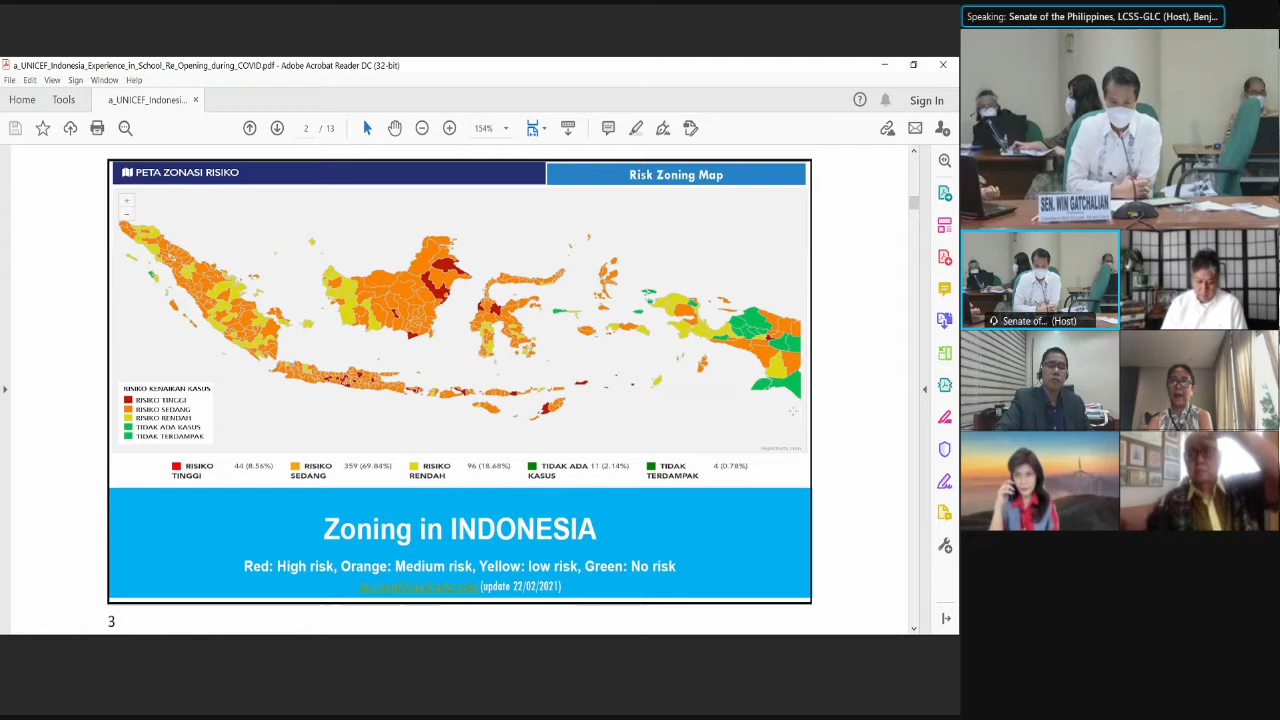 Speaking: Senate of the Philippines, LCSS-GLC (Host), Benj...
a_UNICEF_Indonesia_Experience_in_School_Re_Opening_during_COVID.pdf - Adobe Acrobat Reader DC (32-bit)
File Edit View Sign Window Help
Home Tools a_UNICEF_Indonesi... × Sign In
2 / 13 154%
PETA ZONASI RISIKO
Risk Zoning Map
+
−
RISIKO KENAIKAN KASUS
RISIKO TINGGI
RISIKO SEDANG
RISIKO RENDAH
TIDAK ADA KASUS
TIDAK TERDAMPAK
RISIKO TINGGI 44 (8.56%)
RISIKO SEDANG 359 (69.84%)
RISIKO RENDAH 96 (18.68%)
TIDAK ADA KASUS 11 (2.14%)
TIDAK TERDAMPAK 4 (0.78%)
Zoning in INDONESIA
Red: High risk, Orange: Medium risk, Yellow: low risk, Green: No risk
(update 22/02/2021)
3
SEN. WIN GATCHALIAN
Senate of... (Host)